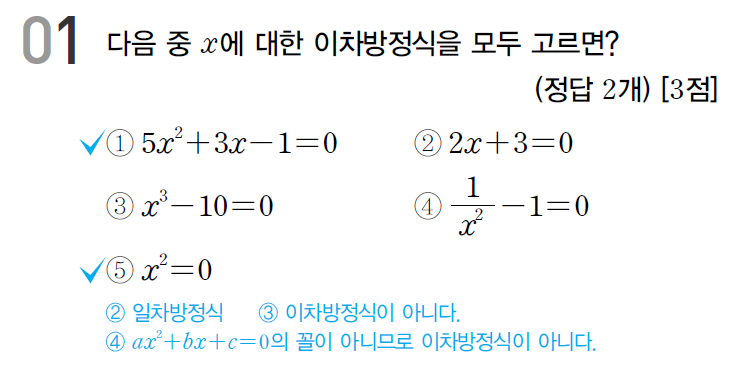 01 다음 중 x에 대한 이차방정식을 모두 고르면?
(정답 2개) [3점]
① 5x²+3x-1=0 ② 2x+3=0
③ x³-10=0 ④ 1/x²-1=0
⑤ x²=0
② 일차방정식 ③ 이차방정식이 아니다.
④ ax²+bx+c=0의 꼴이 아니므로 이차방정식이 아니다.